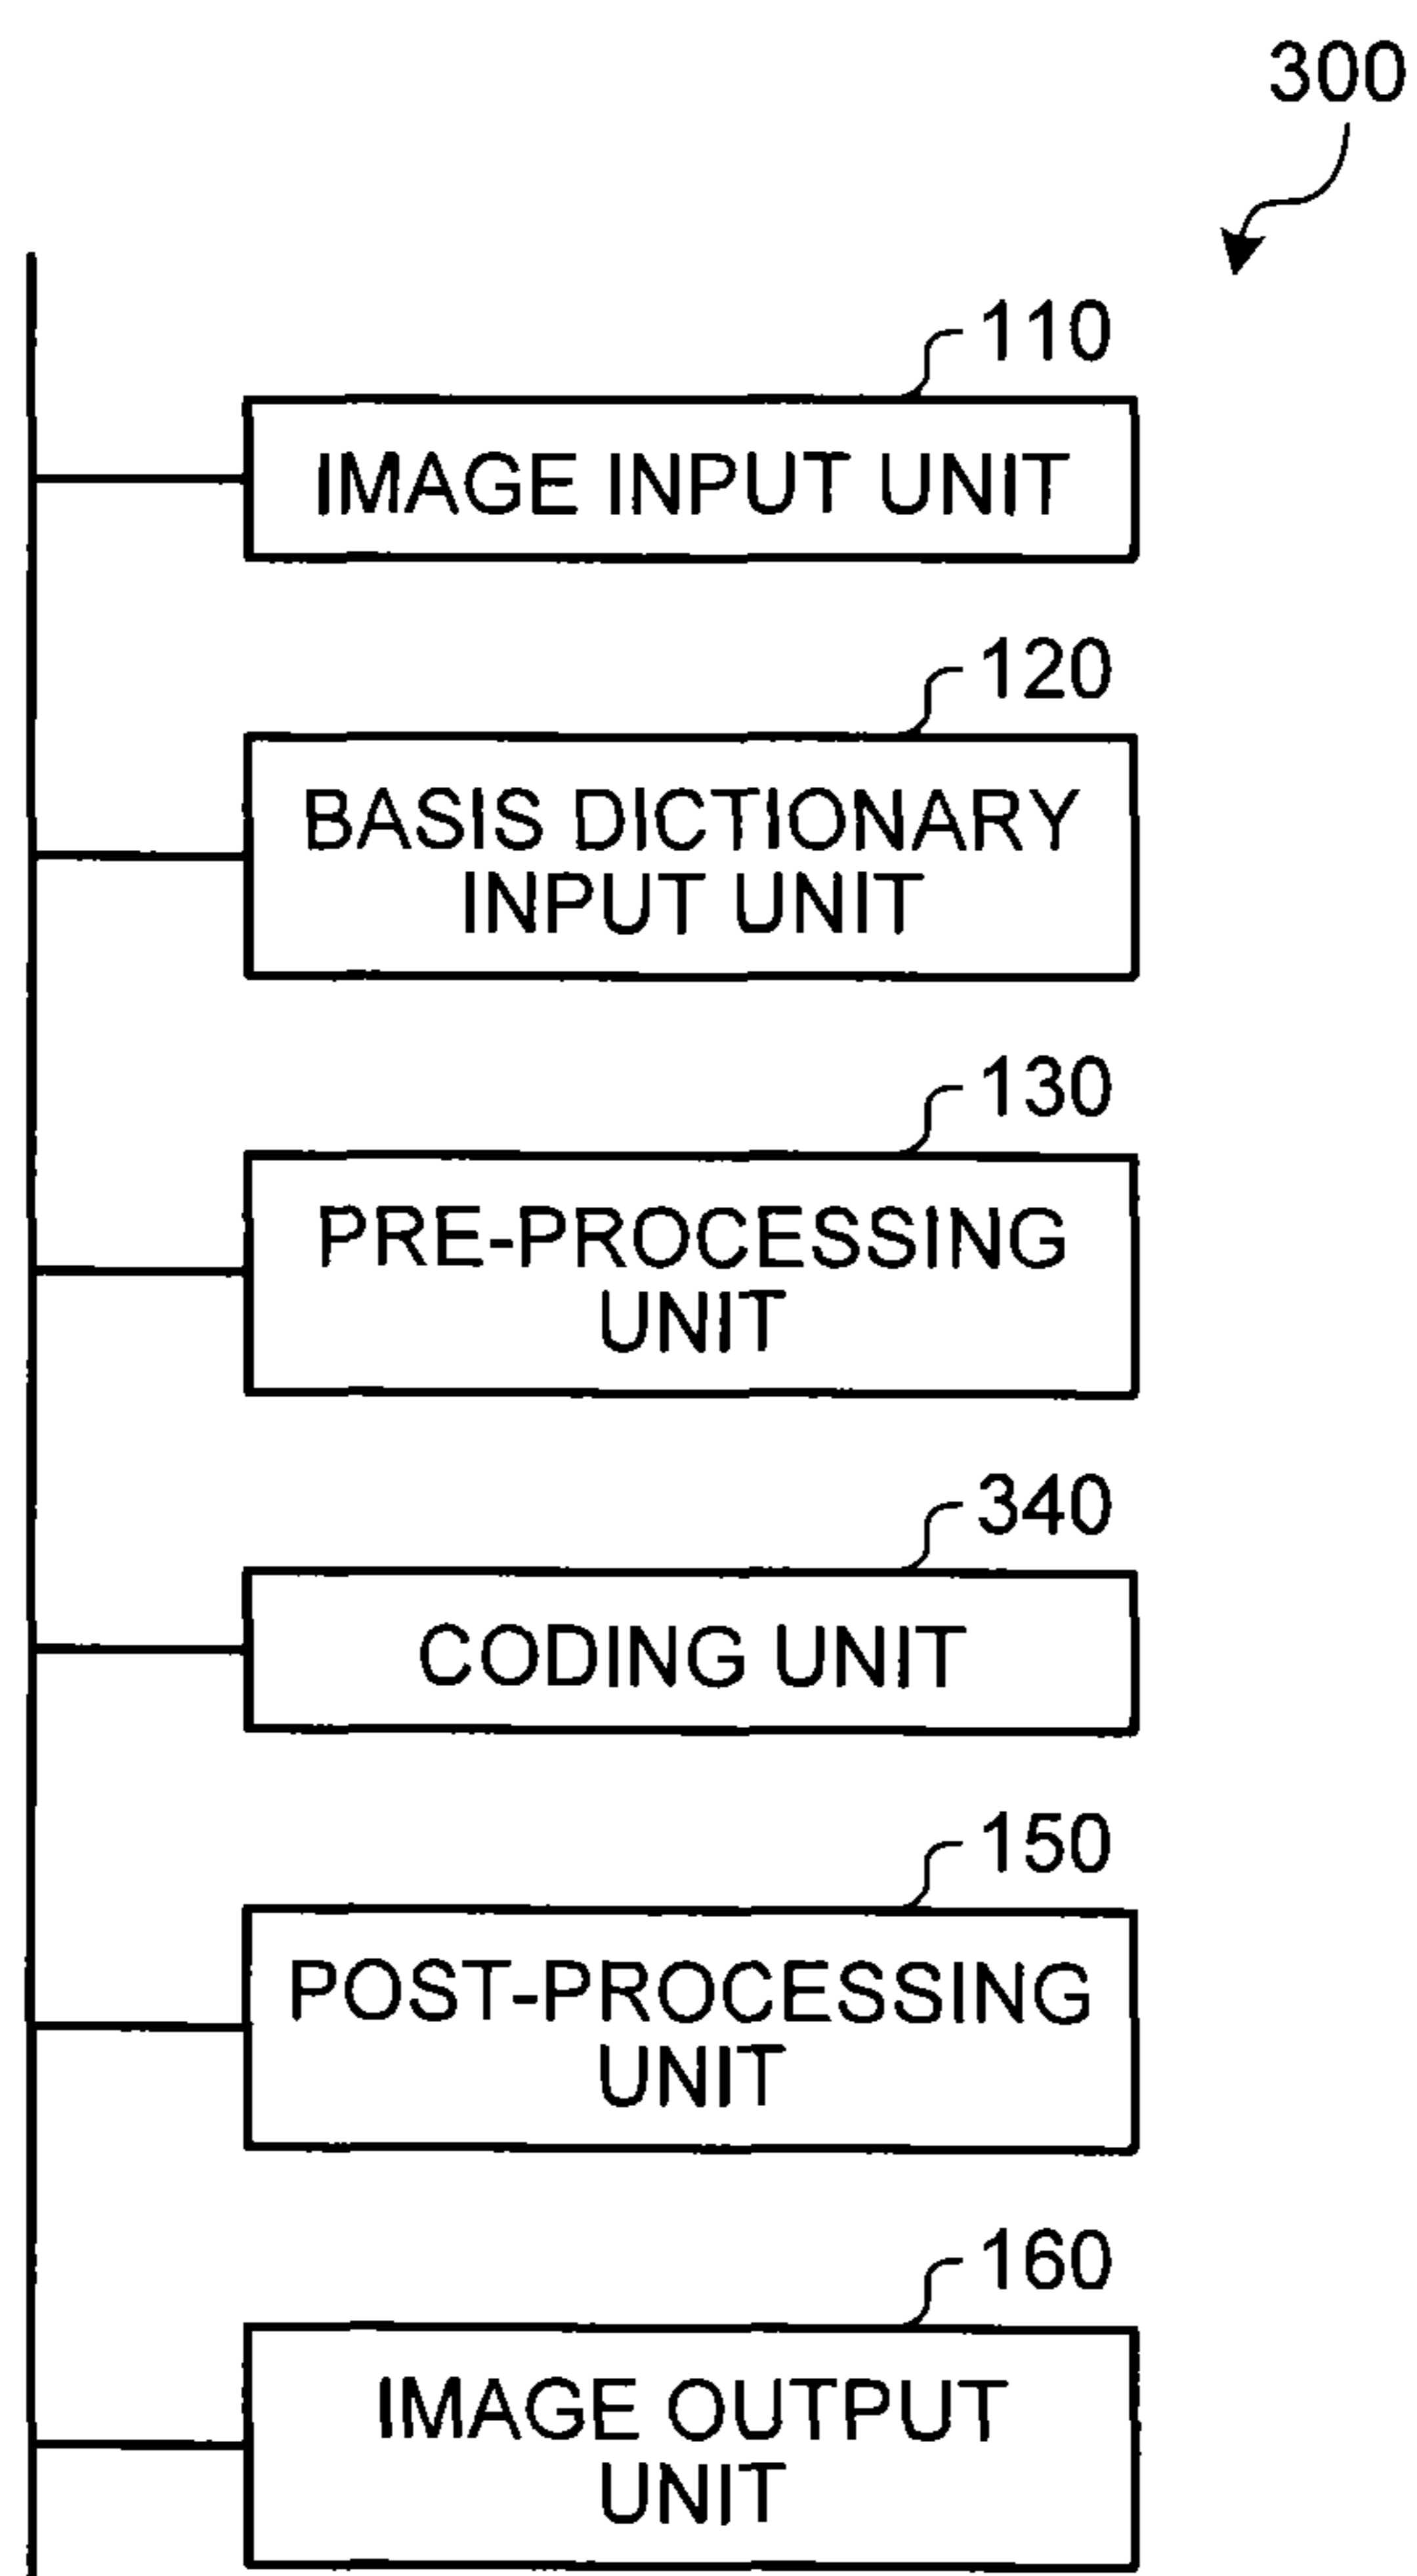 300
110
IMAGE INPUT UNIT
120
BASIS DICTIONARY
INPUT UNIT
130
PRE-PROCESSING
UNIT
340
CODING UNIT
150
POST-PROCESSING
UNIT
160
IMAGE OUTPUT
UNIT